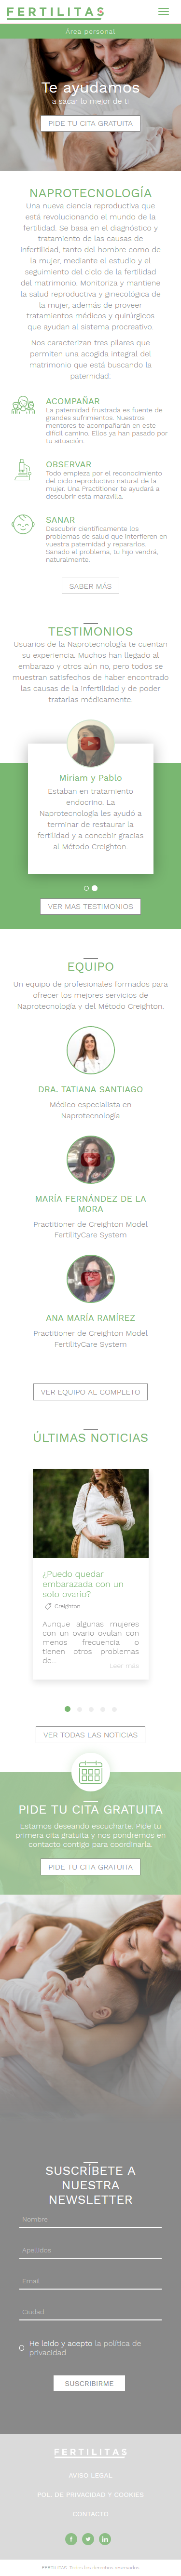 FERTILITAS
Área personal
Te ayudamos
a sacar lo mejor de ti
PIDE TU CITA GRATUITA
NAPROTECNOLOGÍA
Una nueva ciencia reproductiva que
está revolucionando el mundo de la
fertilidad. Se basa en el diagnóstico y
tratamiento de las causas de
infertilidad, tanto del hombre como de
la mujer, mediante el estudio y el
seguimiento del ciclo de la fertilidad
del matrimonio. Monitoriza y mantiene
la salud reproductiva y ginecológica de
la mujer, además de proveer
tratamientos médicos y quirúrgicos
que ayudan al sistema procreativo.
Nos caracterizan tres pilares que
permiten una acogida integral del
matrimonio que está buscando la
paternidad:
ACOMPAÑAR
La paternidad frustrada es fuente de
grandes sufrimientos. Nuestros
mentores te acompañarán en este
difícil camino. Ellos ya han pasado por
tu situación.
OBSERVAR
Todo empieza por el reconocimiento
del ciclo reproductivo natural de la
mujer. Una Practitioner te ayudará a
descubrir esta maravilla.
SANAR
Descubrir científicamente los
problemas de salud que interfieren en
vuestra paternidad y repararlos.
Sanado el problema, tu hijo vendrá,
naturalmente.
SABER MÁS
TESTIMONIOS
Usuarios de la Naprotecnología te cuentan
su experiencia. Muchos han llegado al
embarazo y otros aún no, pero todos se
muestran satisfechos de haber encontrado
las causas de la infertilidad y de poder
tratarlas médicamente.
Miriam y Pablo
Estaban en tratamiento
endocrino. La
Naprotecnología les ayudó a
terminar de restaurar la
fertilidad y a concebir gracias
al Método Creighton.
VER MAS TESTIMONIOS
EQUIPO
Un equipo de profesionales formados para
ofrecer los mejores servicios de
Naprotecnología y del Método Creighton.
DRA. TATIANA SANTIAGO
Médico especialista en
Naprotecnología
MARÍA FERNÁNDEZ DE LA
MORA
Practitioner de Creighton Model
FertilityCare System
ANA MARÍA RAMÍREZ
Practitioner de Creighton Model
FertilityCare System
VER EQUIPO AL COMPLETO
ÚLTIMAS NOTICIAS
¿Puedo quedar
embarazada con un
solo ovario?
Creighton
Aunque algunas mujeres
con un ovario ovulan con
menos frecuencia o
tienen otros problemas
de...
Leer más
VER TODAS LAS NOTICIAS
PIDE TU CITA GRATUITA
Estamos deseando escucharte. Pide tu
primera cita gratuita y nos pondremos en
contacto contigo para coordinarla.
PIDE TU CITA GRATUITA
SUSCRÍBETE A
NUESTRA
NEWSLETTER
Nombre
Apellidos
Email
Ciudad
He leído y acepto la política de
privacidad
SUSCRIBIRME
FERTILITAS
AVISO LEGAL
POL. DE PRIVACIDAD Y COOKIES
CONTACTO
FERTILITAS. Todos los derechos reservados